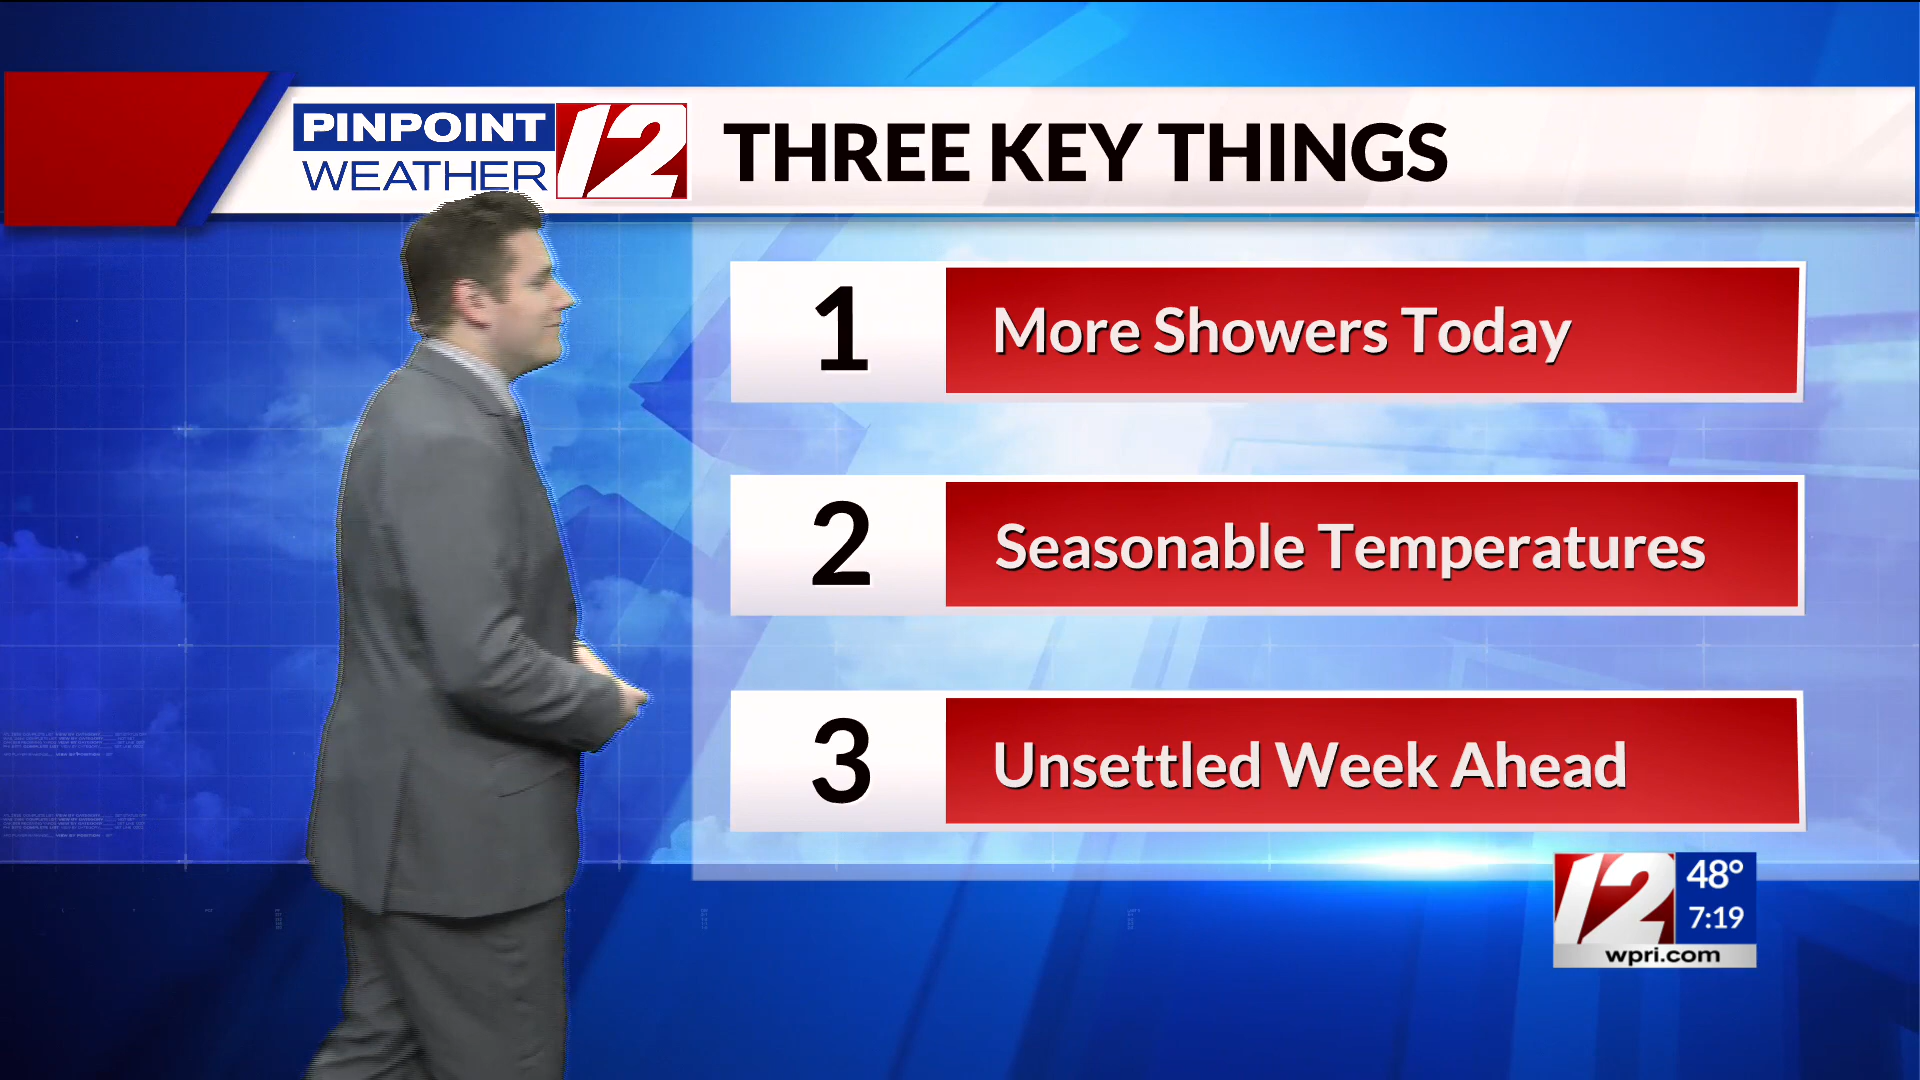 PINPOINT
WEATHER
12
THREE KEY THINGS
1
More Showers Today
2
Seasonable Temperatures
3
Unsettled Week Ahead
12
48°
7:19
wpri.com